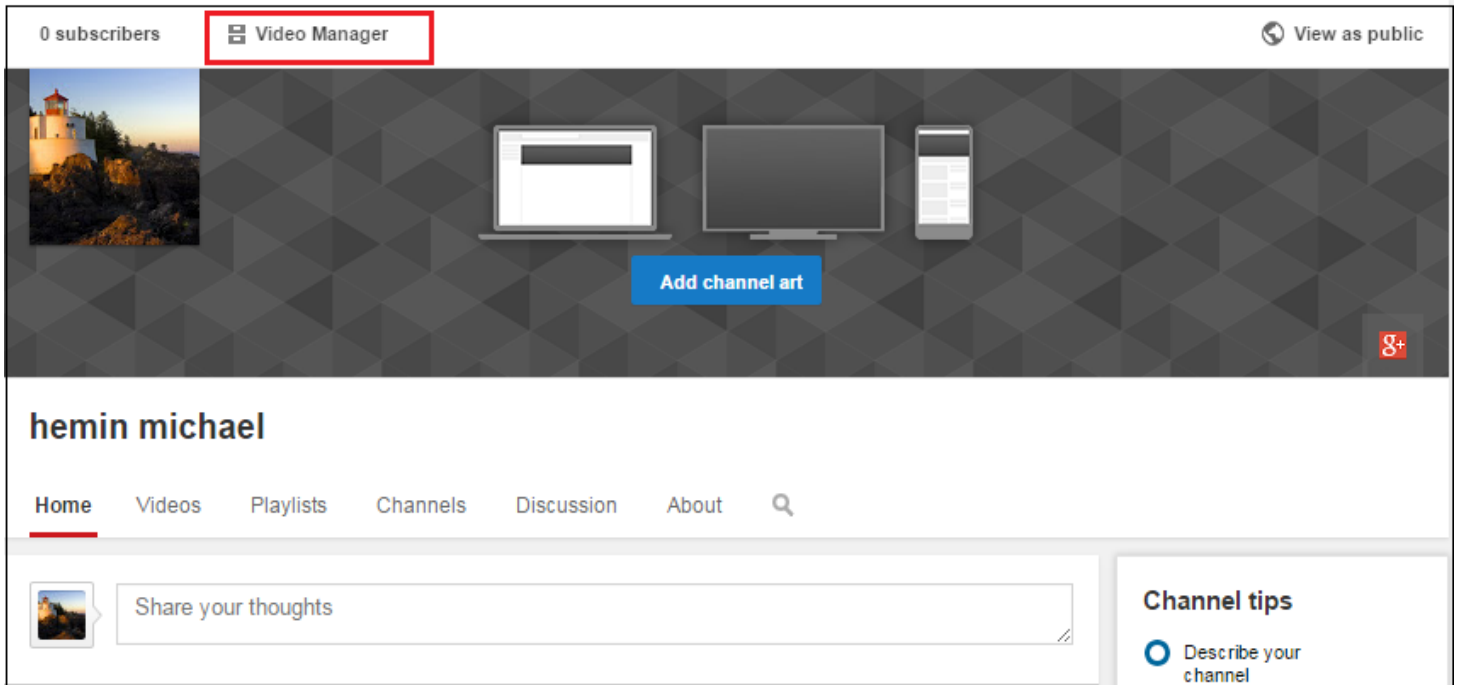 0 subscribers
Video Manager
View as public
Add channel art
g+
hemin michael
Home
Videos
Playlists
Channels
Discussion
About
Share your thoughts
Channel tips
Describe your
channel